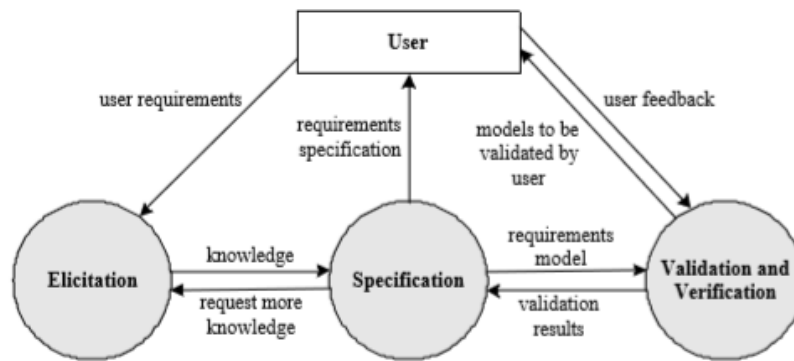 User
user requirements
requirements
specification
models to be
validated by
user
user feedback
Elicitation
knowledge
request more
knowledge
Specification
requirements
model
validation
results
Validation and
Verification